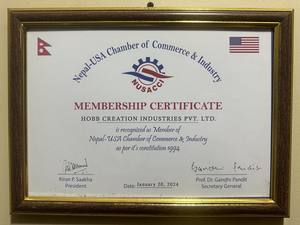 Nepal-USA Chamber of Commerce & Industry
NUSACCI
MEMBERSHIP CERTIFICATE
HOBB CREATION INDUSTRIES PVT. LTD.
is recognized as Member of
Nepal-USA Chamber of Commerce & Industry
as per it's constitution 1994
Kiran P. Saakha
President
Date: January 20, 2024
Prof. Dr. Gandhi Pandit
Secretary General